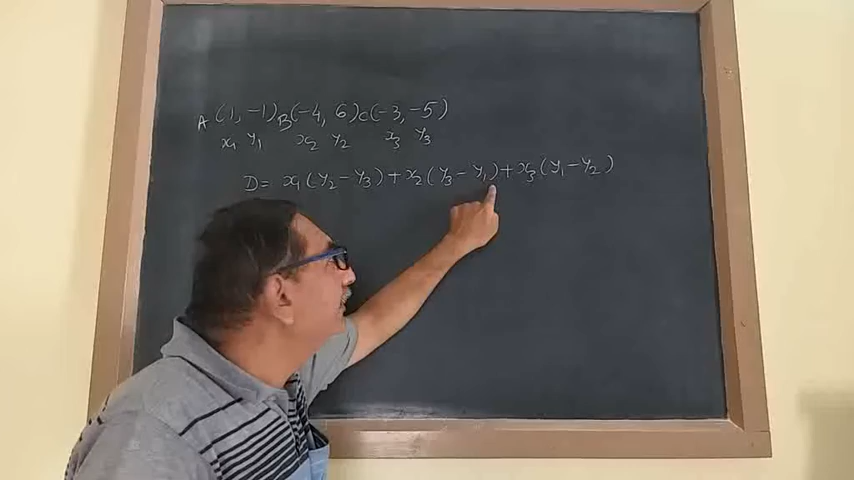 A(1, -1) B(-4, 6) C(-3, -5)
x₁ y₁ x₂ y₂ x₃ y₃
D = x₁(y₂-y₃)+x₂(y₃-y₁)+x₃(y₁-y₂)